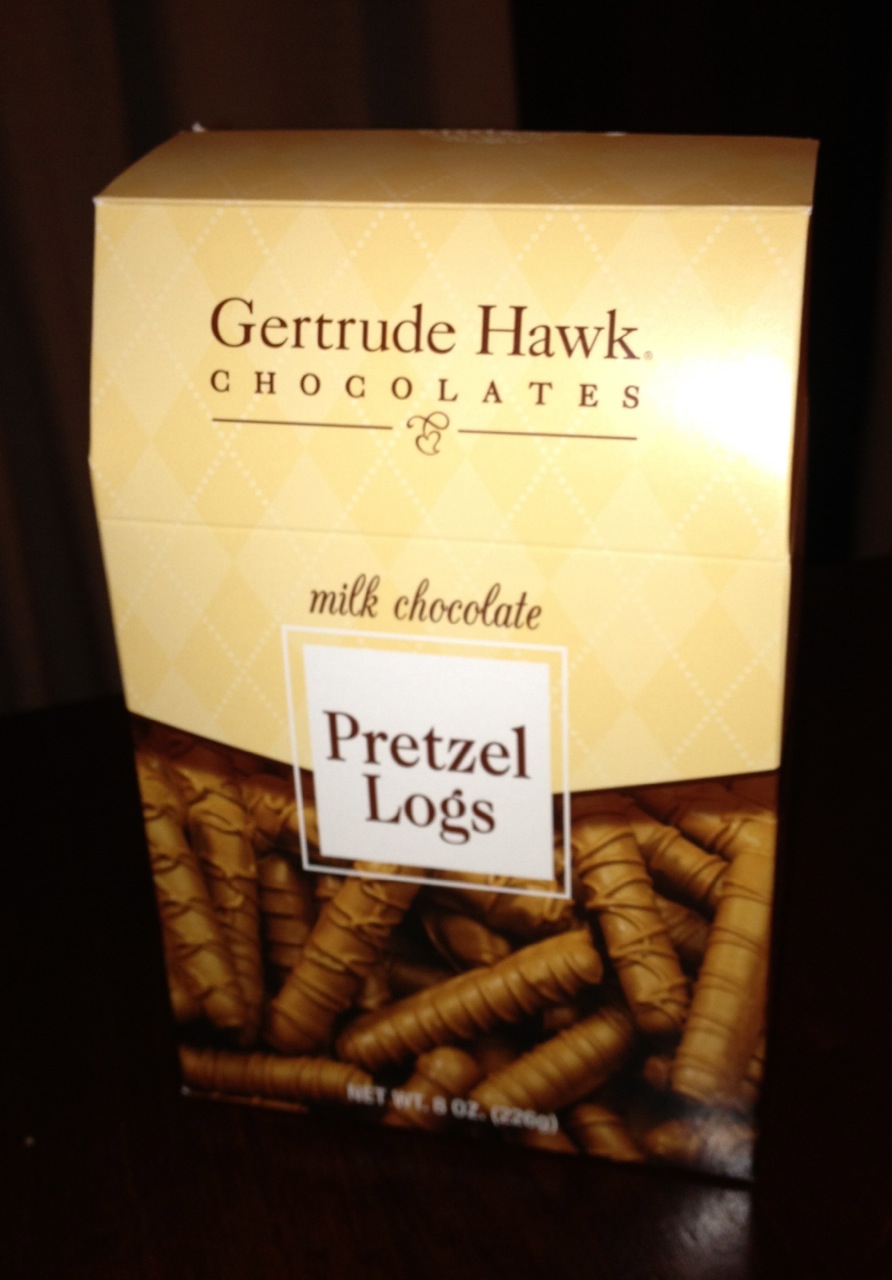 Gertrude Hawk®
CHOCOLATES
milk chocolate
Pretzel
Logs
NET WT. 8 OZ. (226g)